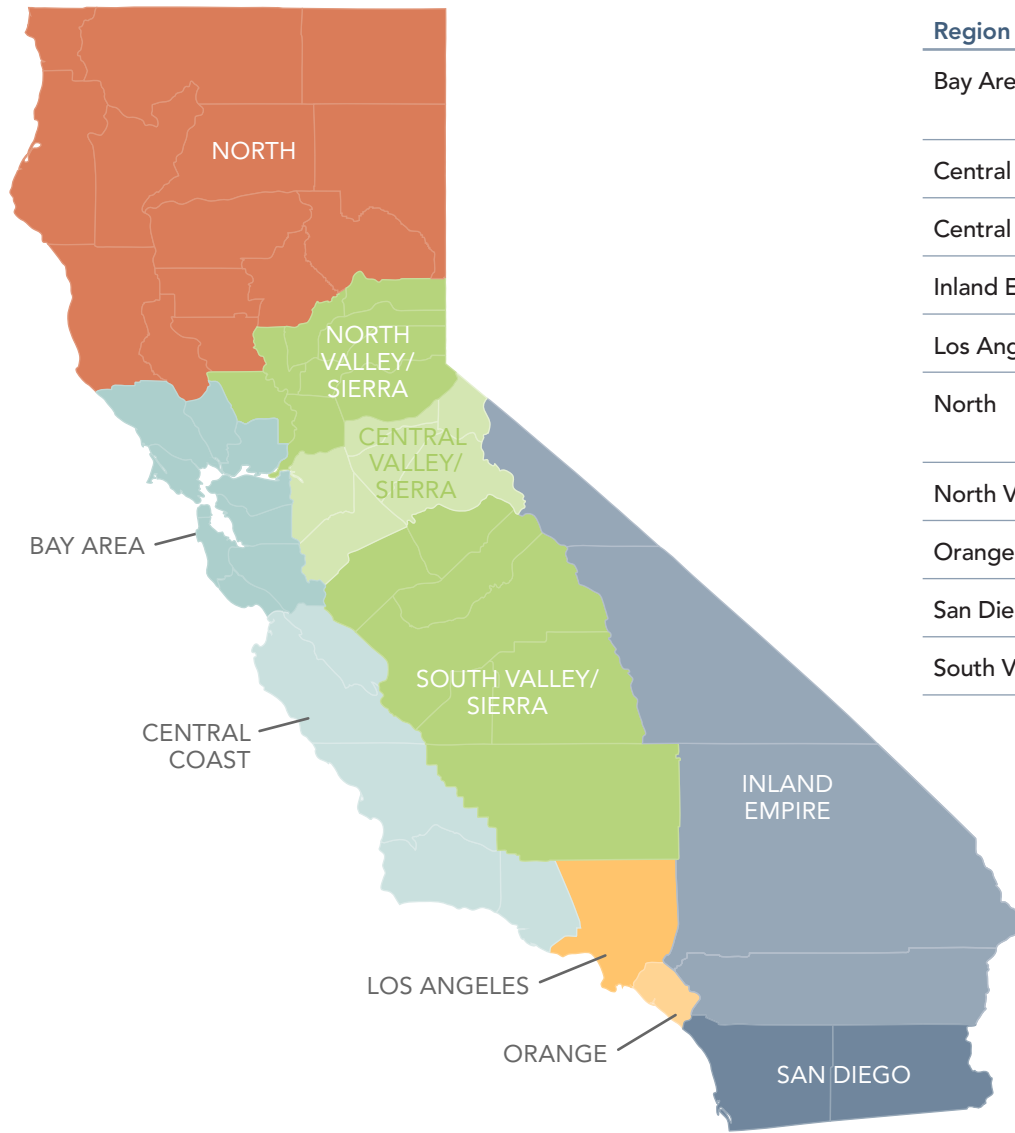 NORTH
NORTH
VALLEY/
SIERRA
CENTRAL
VALLEY/
SIERRA
BAY AREA
SOUTH VALLEY/
SIERRA
CENTRAL
COAST
INLAND
EMPIRE
LOS ANGELES
ORANGE
SAN DIEGO
Region
Bay Are
Central
Central
Inland E
Los Ang
North
North V
Orange
San Die
South V